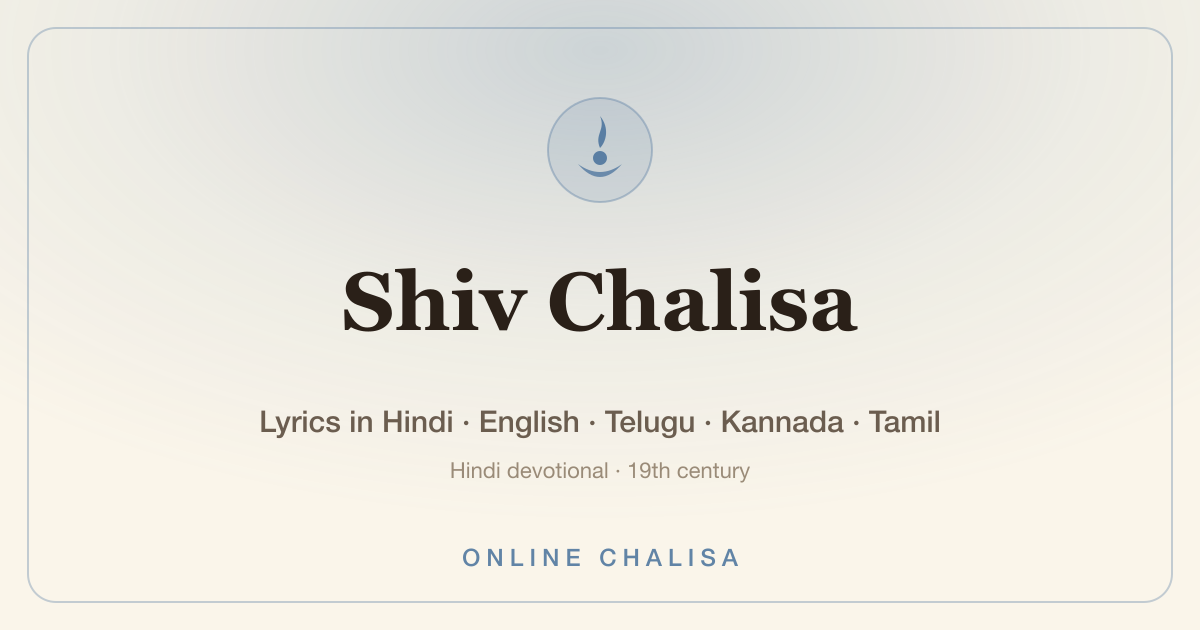 Shiv Chalisa
Lyrics in Hindi · English · Telugu · Kannada · Tamil
Hindi devotional · 19th century
ONLINE CHALISA